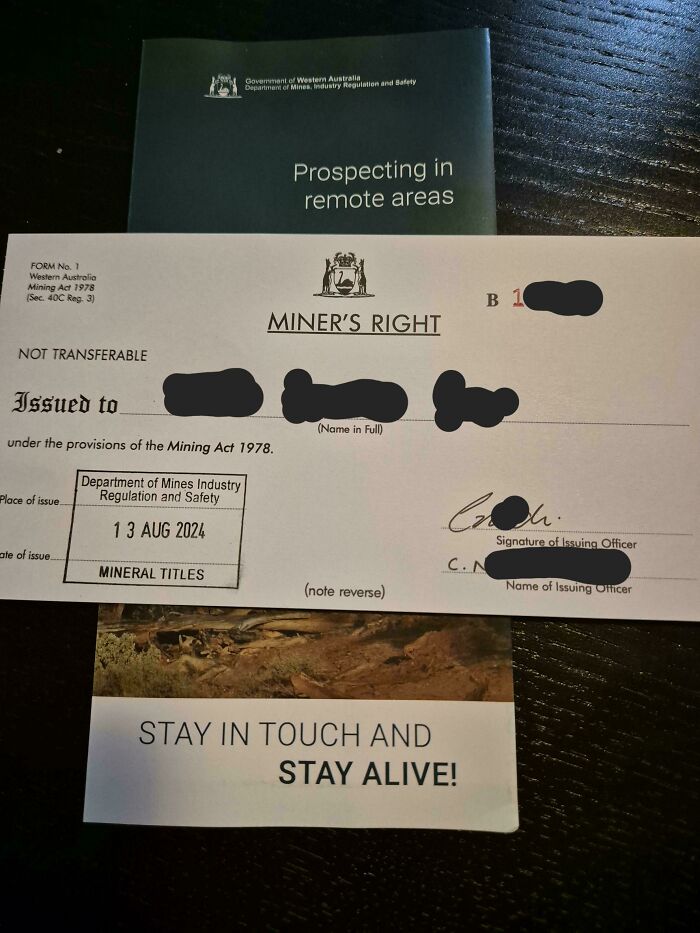 Government of Western Australia
Department of Mines, Industry Regulation and Safety
Prospecting in
remote areas
FORM No. 1
Western Australia
Mining Act 1978
(Sec. 40C Reg. 3)
B 1
MINER'S RIGHT
NOT TRANSFERABLE
Issued to
(Name in Full)
under the provisions of the Mining Act 1978.
Place of issue
Department of Mines Industry
Regulation and Safety
13 AUG 2024
MINERAL TITLES
ate of issue
Signature of Issuing Officer
C. N
Name of Issuing Officer
(note reverse)
STAY IN TOUCH AND
STAY ALIVE!